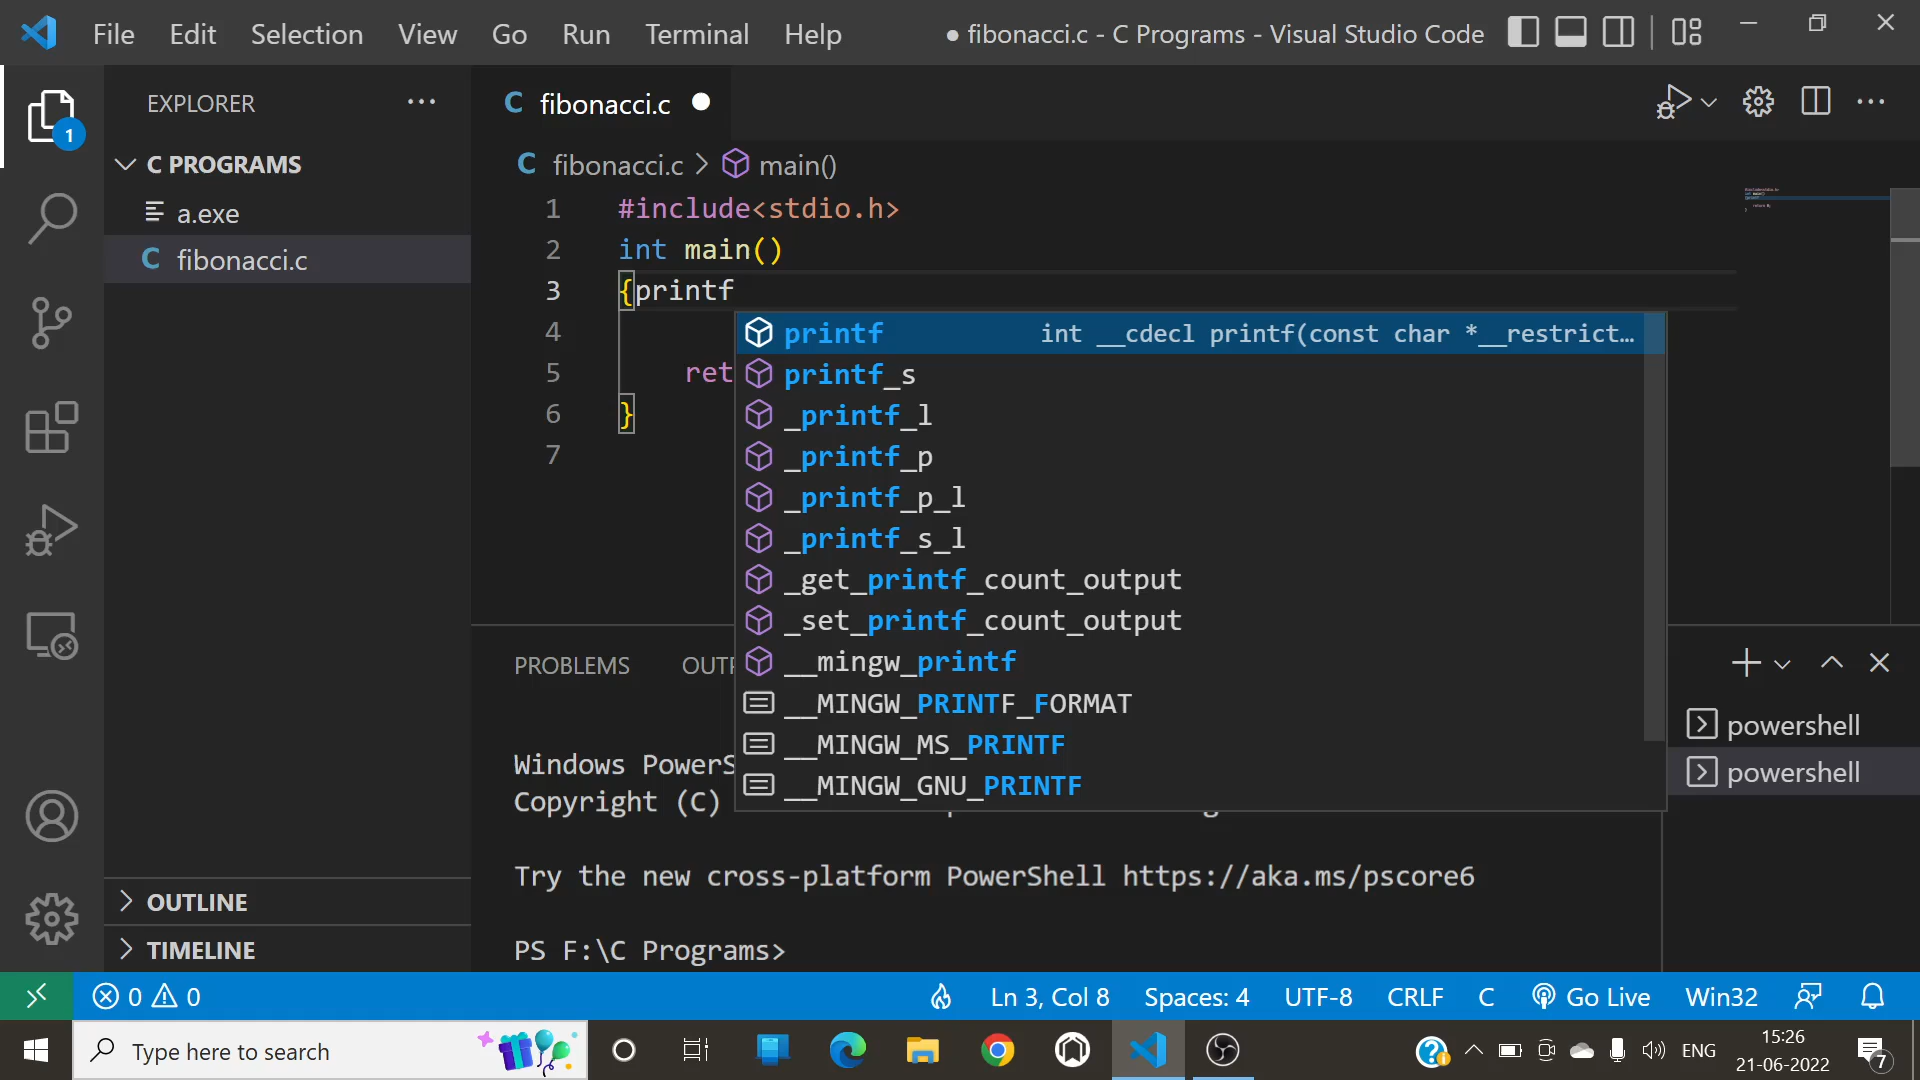 File Edit Selection View Go Run Terminal Help ● fibonacci.c - C Programs - Visual Studio Code
EXPLORER ···
C fibonacci.c ●
1
C PROGRAMS
a.exe
C fibonacci.c
C fibonacci.c > main()
1 #include<stdio.h>
2 int main()
3 {printf
4
5 ret
6 }
7
printf int __cdecl printf(const char *__restrict…
printf_s
_printf_l
_printf_p
_printf_p_l
_printf_s_l
_get_printf_count_output
_set_printf_count_output
__mingw_printf
__MINGW_PRINTF_FORMAT
__MINGW_MS_PRINTF
__MINGW_GNU_PRINTF
PROBLEMS
Windows PowerS
Copyright (C)
Try the new cross-platform PowerShell https://aka.ms/pscore6
PS F:\C Programs>
powershell
powershell
OUTLINE
TIMELINE
0 0 Ln 3, Col 8 Spaces: 4 UTF-8 CRLF C Go Live Win32
Type here to search
ENG
15:26
21-06-2022
7